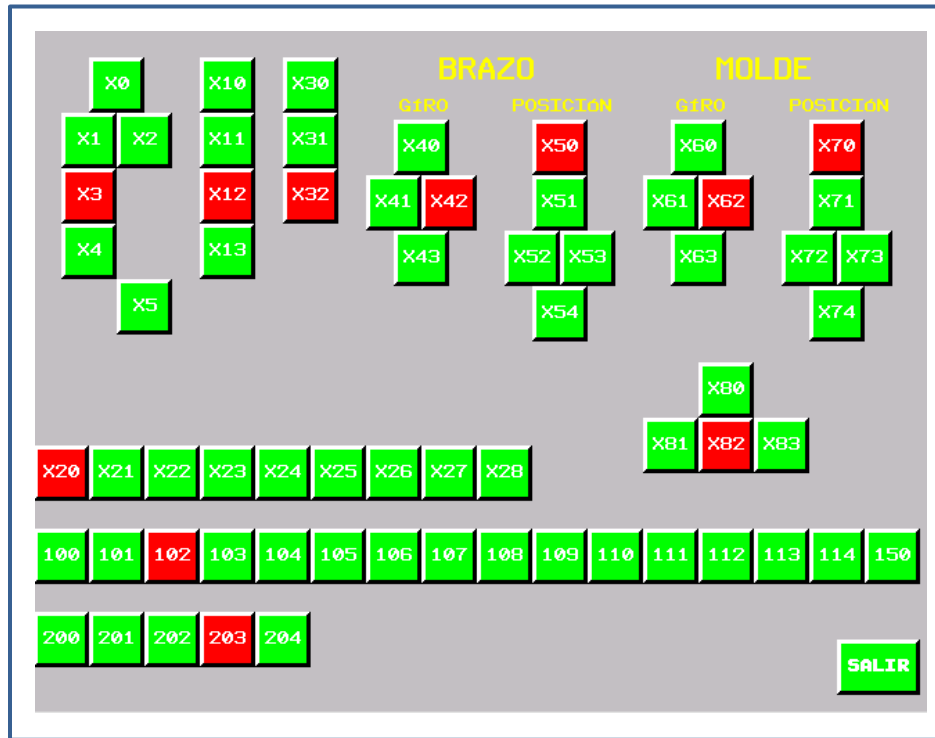 BRAZO MOLDE
X0 X10 X30
GiRO POSICIóN GiRO POSICIóN
X1 X2 X11 X31 X40 X50 X60 X70
X3 X12 X32 X41 X42 X51 X61 X62 X71
X4 X13 X43 X52 X53 X63 X72 X73
X5 X54 X74
X80
X81 X82 X83
X20 X21 X22 X23 X24 X25 X26 X27 X28
100 101 102 103 104 105 106 107 108 109 110 111 112 113 114 150
200 201 202 203 204
SALIR